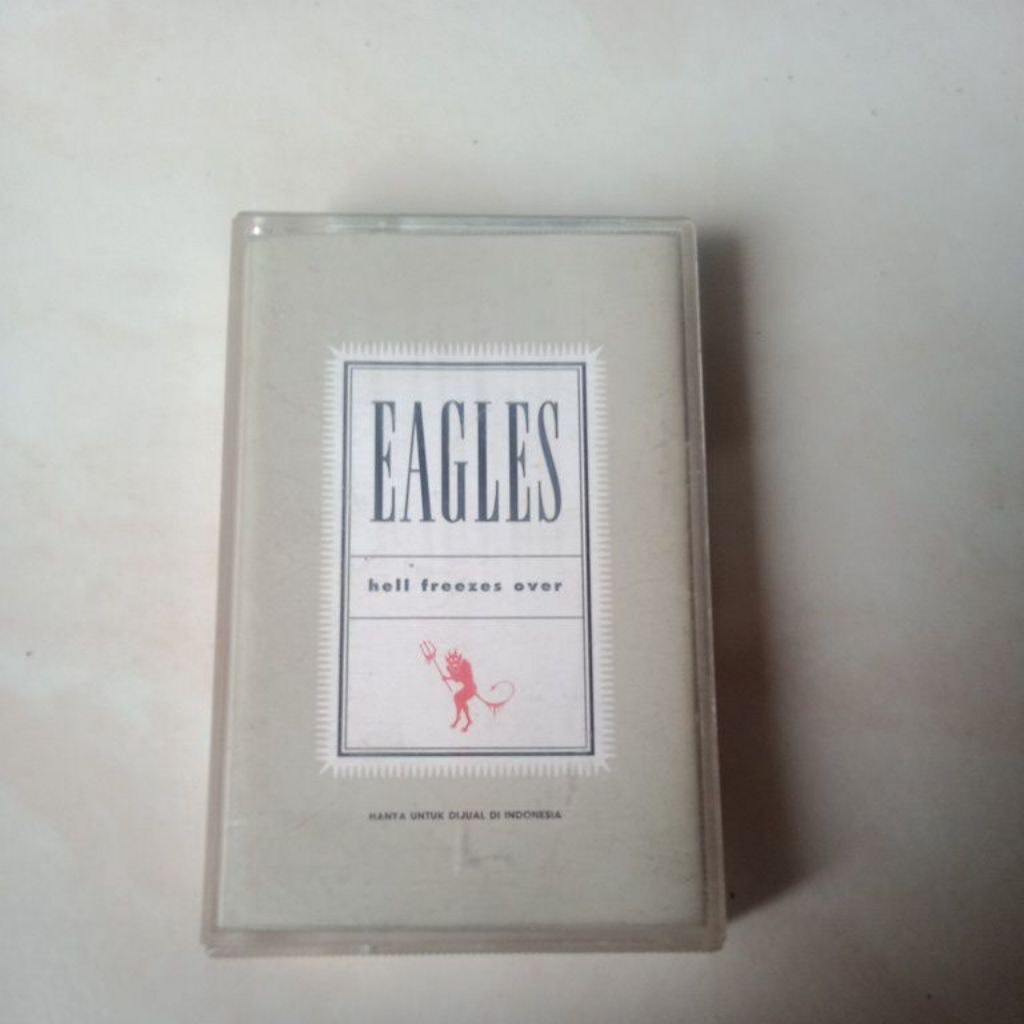 EAGLES
hell freezes over
HANYA UNTUK DIJUAL DI INDONESIA